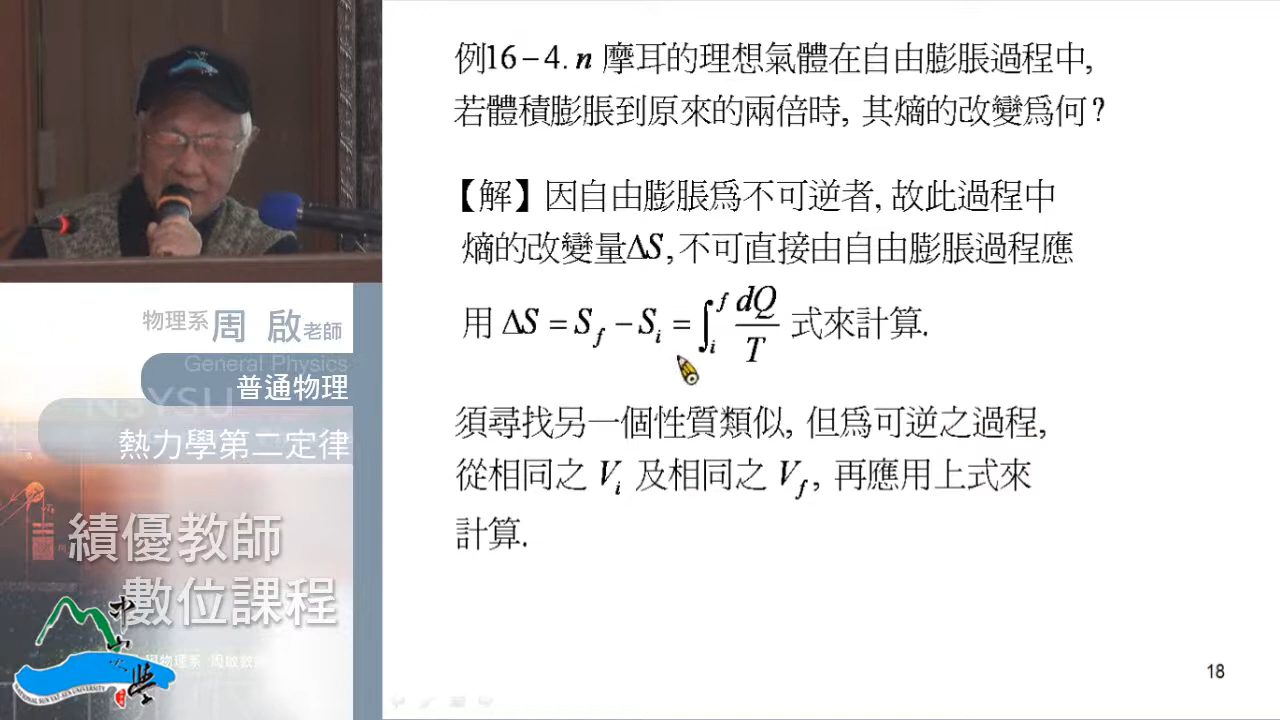 例16－4. n 摩耳的理想氣體在自由膨脹過程中,
若體積膨脹到原來的兩倍時, 其熵的改變爲何?
【解】因自由膨脹爲不可逆者, 故此過程中
熵的改變量ΔS, 不可直接由自由膨脹過程應
用 ΔS = S_f − S_i = ∫_i^f dQ/T 式來計算.
須尋找另一個性質類似, 但爲可逆之過程,
從相同之 V_i 及相同之 V_f, 再應用上式來
計算.
18
物理系周 啟老師
General Physics
普通物理
NSYSU
熱力學第二定律
績優教師
數位課程